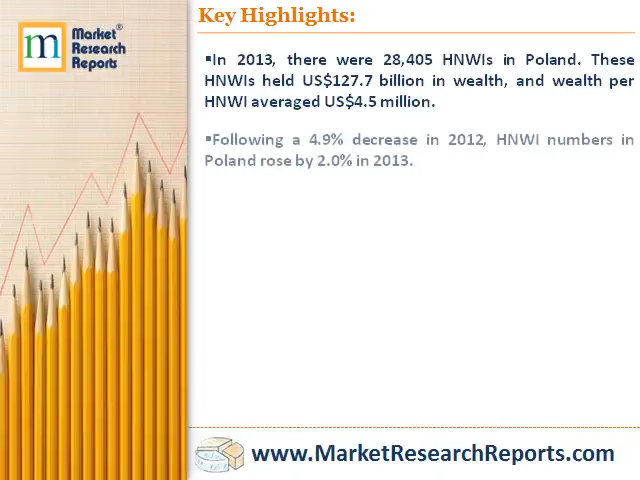 Key Highlights:
m
Market®
Research
Reports
▪In 2013, there were 28,405 HNWIs in Poland. These
HNWIs held US$127.7 billion in wealth, and wealth per
HNWI averaged US$4.5 million.
▪Following a 4.9% decrease in 2012, HNWI numbers in
Poland rose by 2.0% in 2013.
www.MarketResearchReports.com